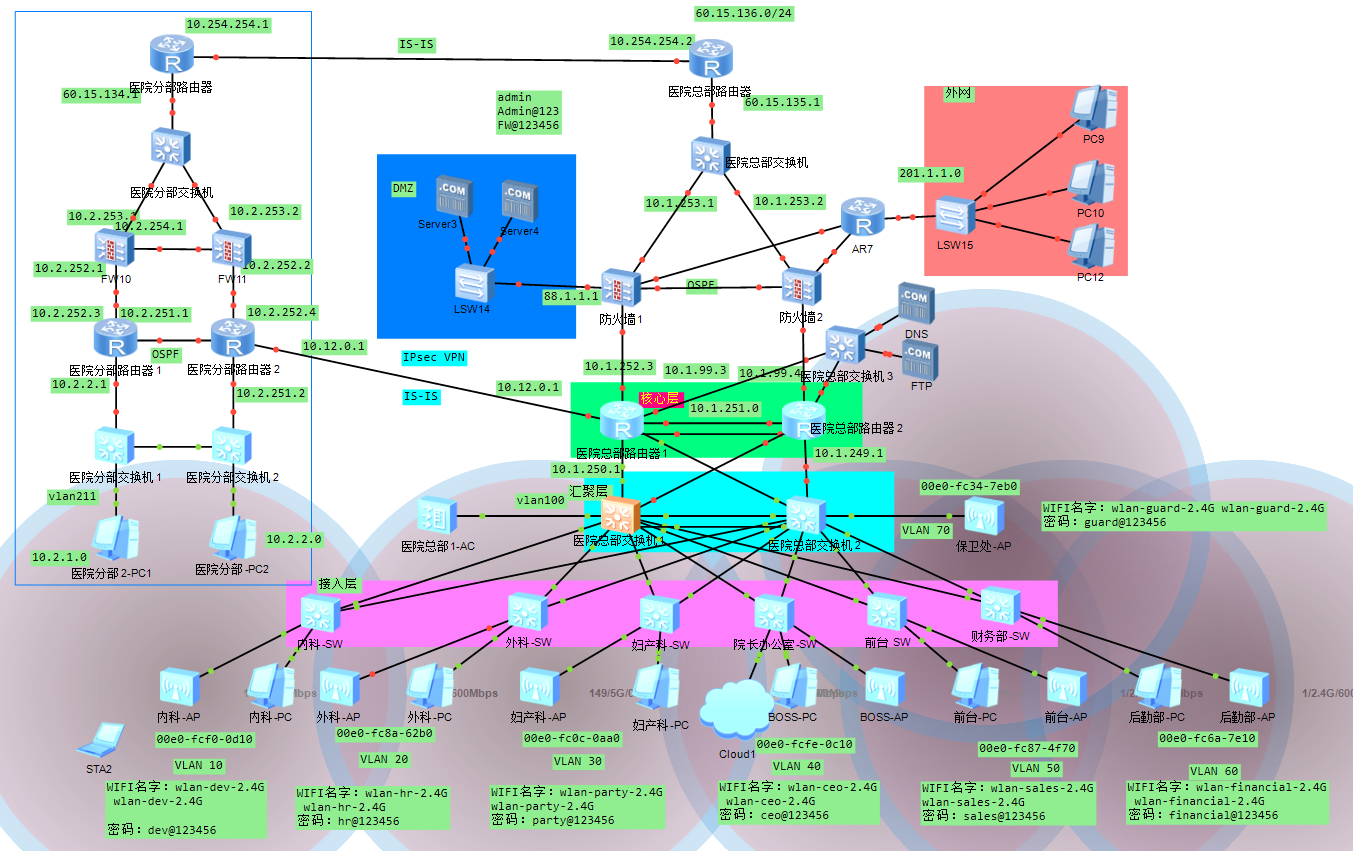 10.254.254.1
60.15.136.0/24
IS-IS
10.254.254.2
医院分部路由器
医院总部路由器
60.15.134.1
60.15.135.1
admin
Admin@123
FW@123456
外网
PC9
医院总部交换机
医院分部交换机
DMZ
201.1.1.0
10.1.253.1
10.1.253.2
PC10
10.2.253.2
10.2.254.1
Server3
Server4
AR7
LSW15
PC12
10.2.252.1
FW10
FW11
10.2.252.2
OSPF
88.1.1.1
LSW14
防火墙1
防火墙2
10.2.252.3
10.2.251.1
10.2.252.4
DNS
OSPF
10.12.0.1
IPsec VPN
医院分部路由器1
医院分部路由器2
10.1.252.3
10.1.99.3
10.1.99.4
医院总部交换机3
FTP
10.2.2.1
10.2.251.2
10.12.0.1
IS-IS
核心层
10.1.251.0
医院总部路由器2
医院总部路由器1
10.1.249.1
医院分部交换机1
医院分部交换机2
10.1.250.1
vlan211
汇聚层
vlan100
00e0-fc34-7eb0
WIFI名字：wlan-guard-2.4G wlan-guard-2.4G
密码：guard@123456
VLAN 70
医院总部1-AC
医院总部交换机1
医院总部交换机2
保卫处-AP
10.2.1.0
10.2.2.0
医院分部2-PC1
医院分部-PC2
接入层
内科-SW
外科-SW
妇产科-SW
院长办公室-SW
前台 SW
财务部-SW
600Mbps
内科-AP
内科-PC
外科-AP
外科-PC
妇产科-AP
妇产科-PC
BOSS-PC
BOSS-AP
前台-PC
前台-AP
后勤部-PC
后勤部-AP
STA2
Cloud1
00e0-fcf0-0d10
00e0-fc8a-62b0
00e0-fc0c-0aa0
00e0-fcfe-0c10
00e0-fc87-4f70
00e0-fc6a-7e10
VLAN 10
VLAN 20
VLAN 30
VLAN 40
VLAN 50
VLAN 60
WIFI名字：wlan-dev-2.4G
wlan-dev-2.4G
密码：dev@123456
WIFI名字：wlan-hr-2.4G
wlan-hr-2.4G
密码：hr@123456
WIFI名字：wlan-party-2.4G
wlan-party-2.4G
密码：party@123456
WIFI名字：wlan-ceo-2.4G
wlan-ceo-2.4G
密码：ceo@123456
WIFI名字：wlan-sales-2.4G
wlan-sales-2.4G
密码：sales@123456
WIFI名字：wlan-financial-2.4G
wlan-financial-2.4G
密码：financial@123456